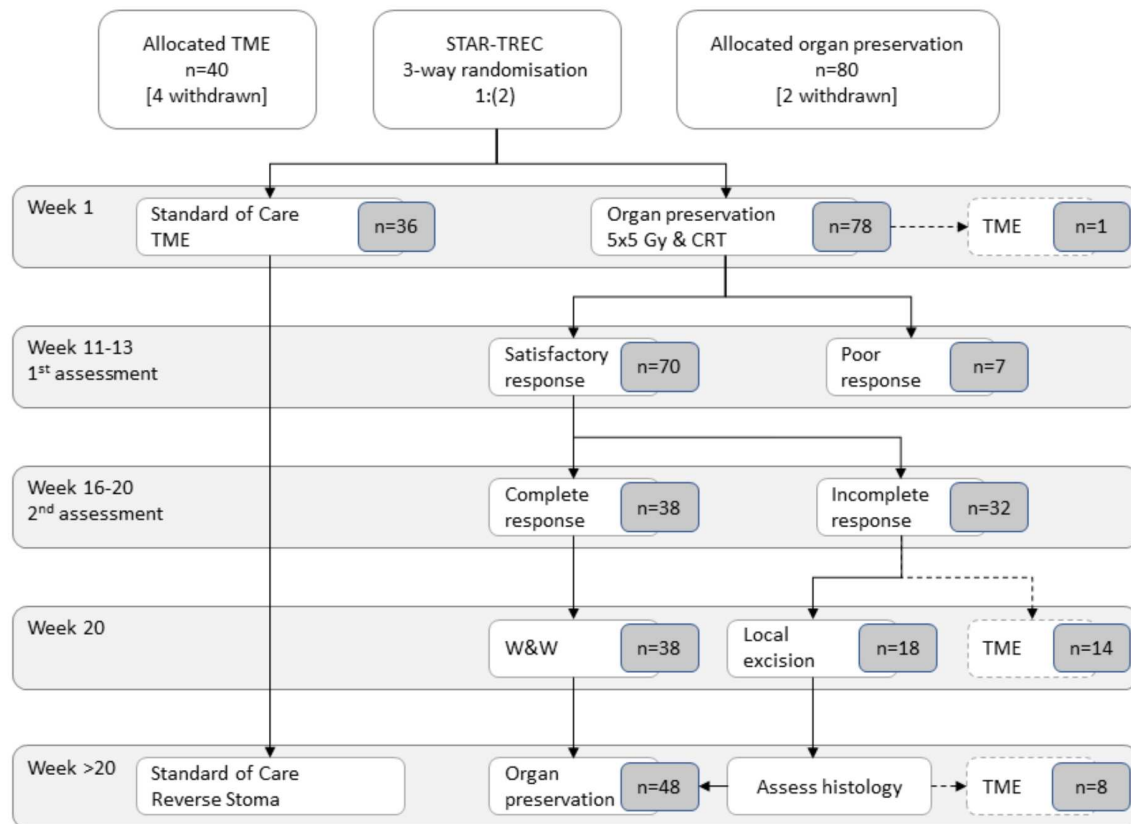 Allocated TME
n=40
[4 withdrawn]
STAR-TREC
3-way randomisation
1:(2)
Allocated organ preservation
n=80
[2 withdrawn]
Week 1
Standard of Care
TME
n=36
Organ preservation
5x5 Gy & CRT
n=78
TME
n=1
Week 11-13
1st assessment
Satisfactory
response
n=70
Poor
response
n=7
Week 16-20
2nd assessment
Complete
response
n=38
Incomplete
response
n=32
Week 20
W&W
n=38
Local
excision
n=18
TME
n=14
Week >20
Standard of Care
Reverse Stoma
Organ
preservation
n=48
Assess histology
TME
n=8